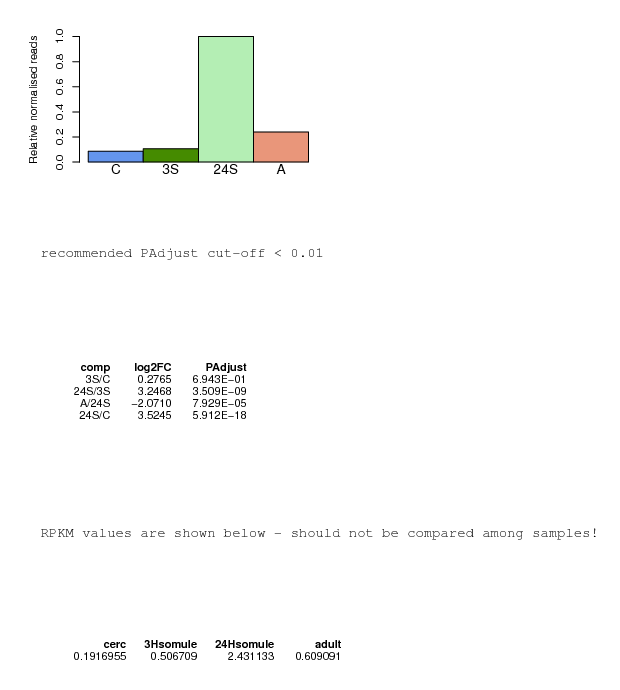 Relative normalised reads
1.0
0.8
0.6
0.4
0.2
0.0
C 3S 24S A
recommended PAdjust cut-off < 0.01
comp log2FC PAdjust
3S/C 0.2765 6.943E−01
24S/3S 3.2468 3.509E−09
A/24S −2.0710 7.929E−05
24S/C 3.5245 5.912E−18
RPKM values are shown below - should not be compared among samples!
cerc 3Hsomule 24Hsomule adult
0.1916955 0.506709 2.431133 0.609091